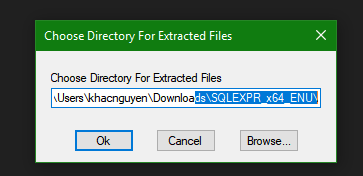 Choose Directory For Extracted Files
Choose Directory For Extracted Files
\Users\khacnguyen\Downloads\SQLEXPR_x64_ENU\
Ok
Cancel
Browse...